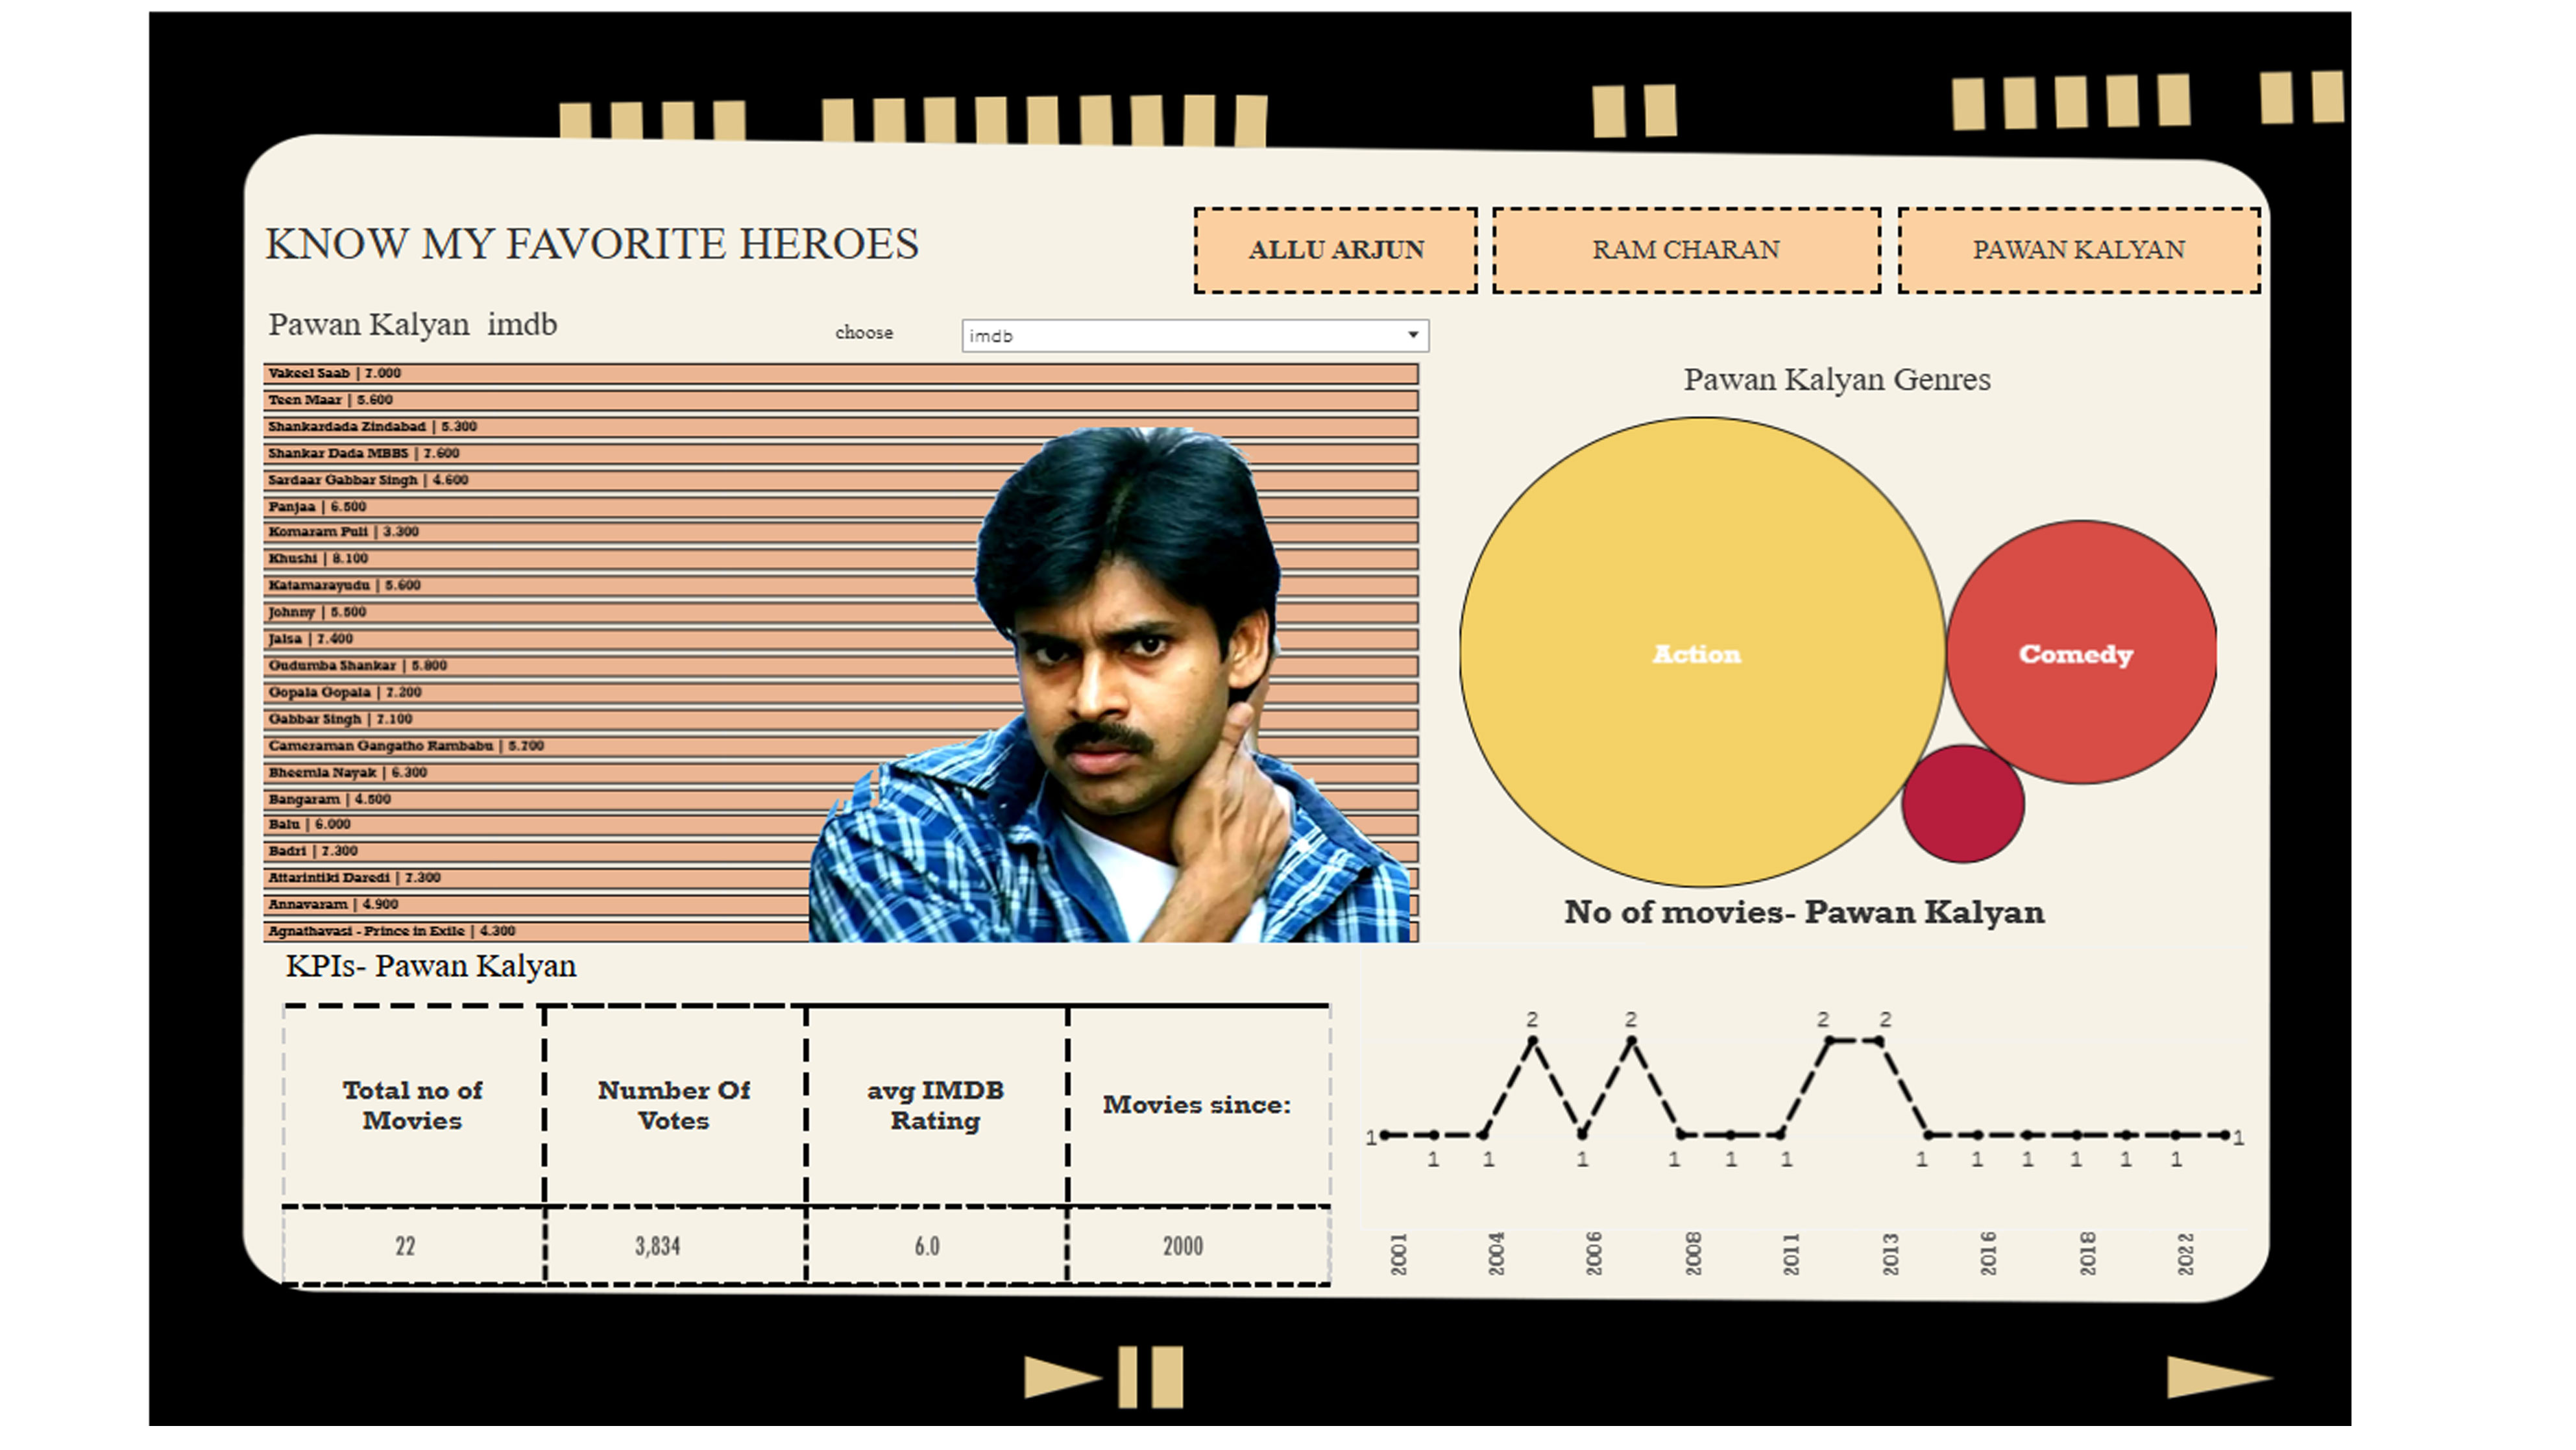 KNOW MY FAVORITE HEROES
ALLU ARJUN
RAM CHARAN
PAWAN KALYAN
Pawan Kalyan imdb
choose
imdb
Vakeel Saab | 7.000
Teen Maar | 5.600
Shankardada Zindabad | 5.300
Shankar Dada MBBS | 7.600
Sardaar Gabbar Singh | 4.600
Panjaa | 6.500
Komaram Puli | 3.300
Khushi | 8.100
Katamarayudu | 5.600
Johnny | 5.500
Jalsa | 7.400
Gudumba Shankar | 5.800
Gopala Gopala | 7.200
Gabbar Singh | 7.100
Cameraman Gangatho Rambabu | 5.700
Bheemla Nayak | 6.300
Bangaram | 4.500
Balu | 6.000
Badri | 7.300
Attarintiki Daredi | 7.300
Annavaram | 4.900
Agnathavasi - Prince in Exile | 4.300
Pawan Kalyan Genres
Action
Comedy
KPIs- Pawan Kalyan
Total no of
Movies
Number Of
Votes
avg IMDB
Rating
Movies since:
22
3,834
6.0
2000
No of movies- Pawan Kalyan
2
2
2
2
1
1
1
1
1
1
1
1
1
1
1
1
1
1
2001
2004
2006
2008
2011
2013
2016
2018
2022